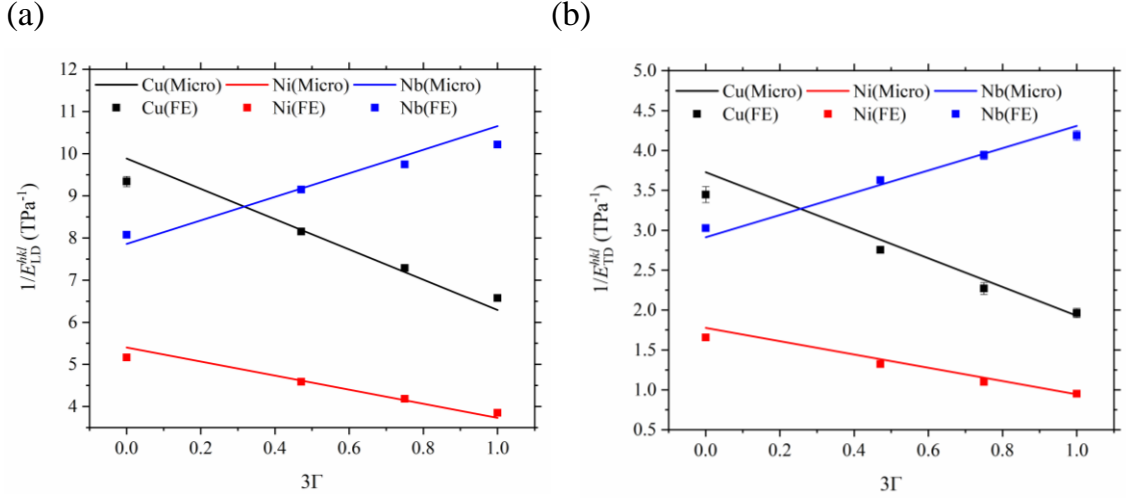 (a)
(b)
Cu(Micro) Ni(Micro) Nb(Micro)
Cu(FE) Ni(FE) Nb(FE)
12
11
10
9
8
7
6
5
4
1/E_LD^hkl (TPa⁻¹)
0.0 0.2 0.4 0.6 0.8 1.0
3Γ
Cu(Micro) Ni(Micro) Nb(Micro)
Cu(FE) Ni(FE) Nb(FE)
5.0
4.5
4.0
3.5
3.0
2.5
2.0
1.5
1.0
0.5
1/E_TD^hkl (TPa⁻¹)
0.0 0.2 0.4 0.6 0.8 1.0
3Γ